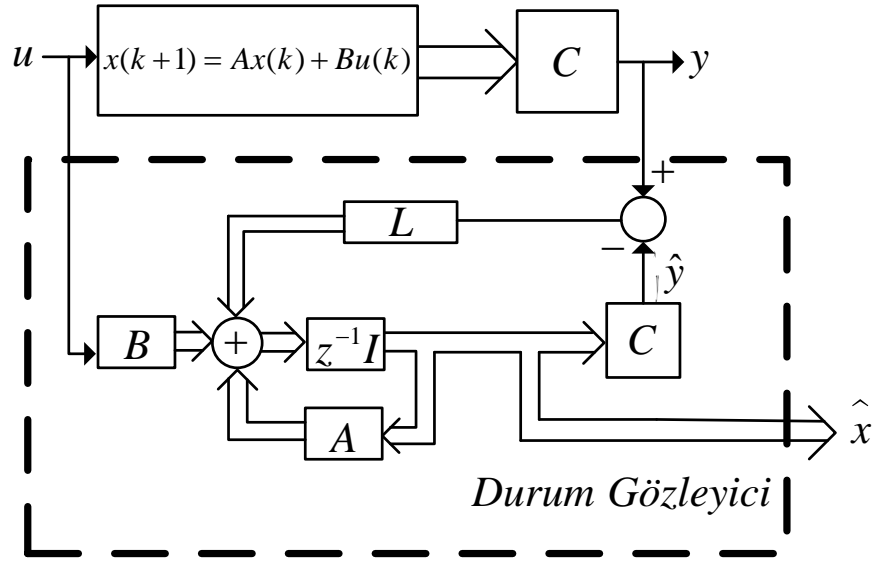 u
x(k+1) = Ax(k) + Bu(k)
C
y
+
L
−
ŷ
B
+
z⁻¹I
C
A
x̂
Durum Gözleyici